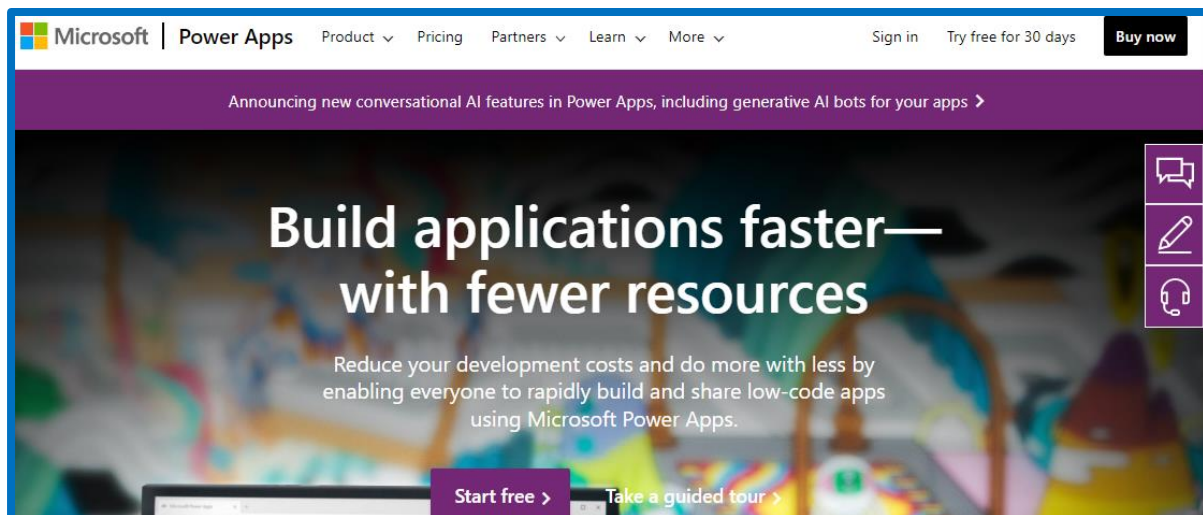 Microsoft | Power Apps Product Pricing Partners Learn More Sign in Try free for 30 days Buy now
Announcing new conversational AI features in Power Apps, including generative AI bots for your apps
Build applications faster—
with fewer resources
Reduce your development costs and do more with less by
enabling everyone to rapidly build and share low-code apps
using Microsoft Power Apps.
Start free Take a guided tour